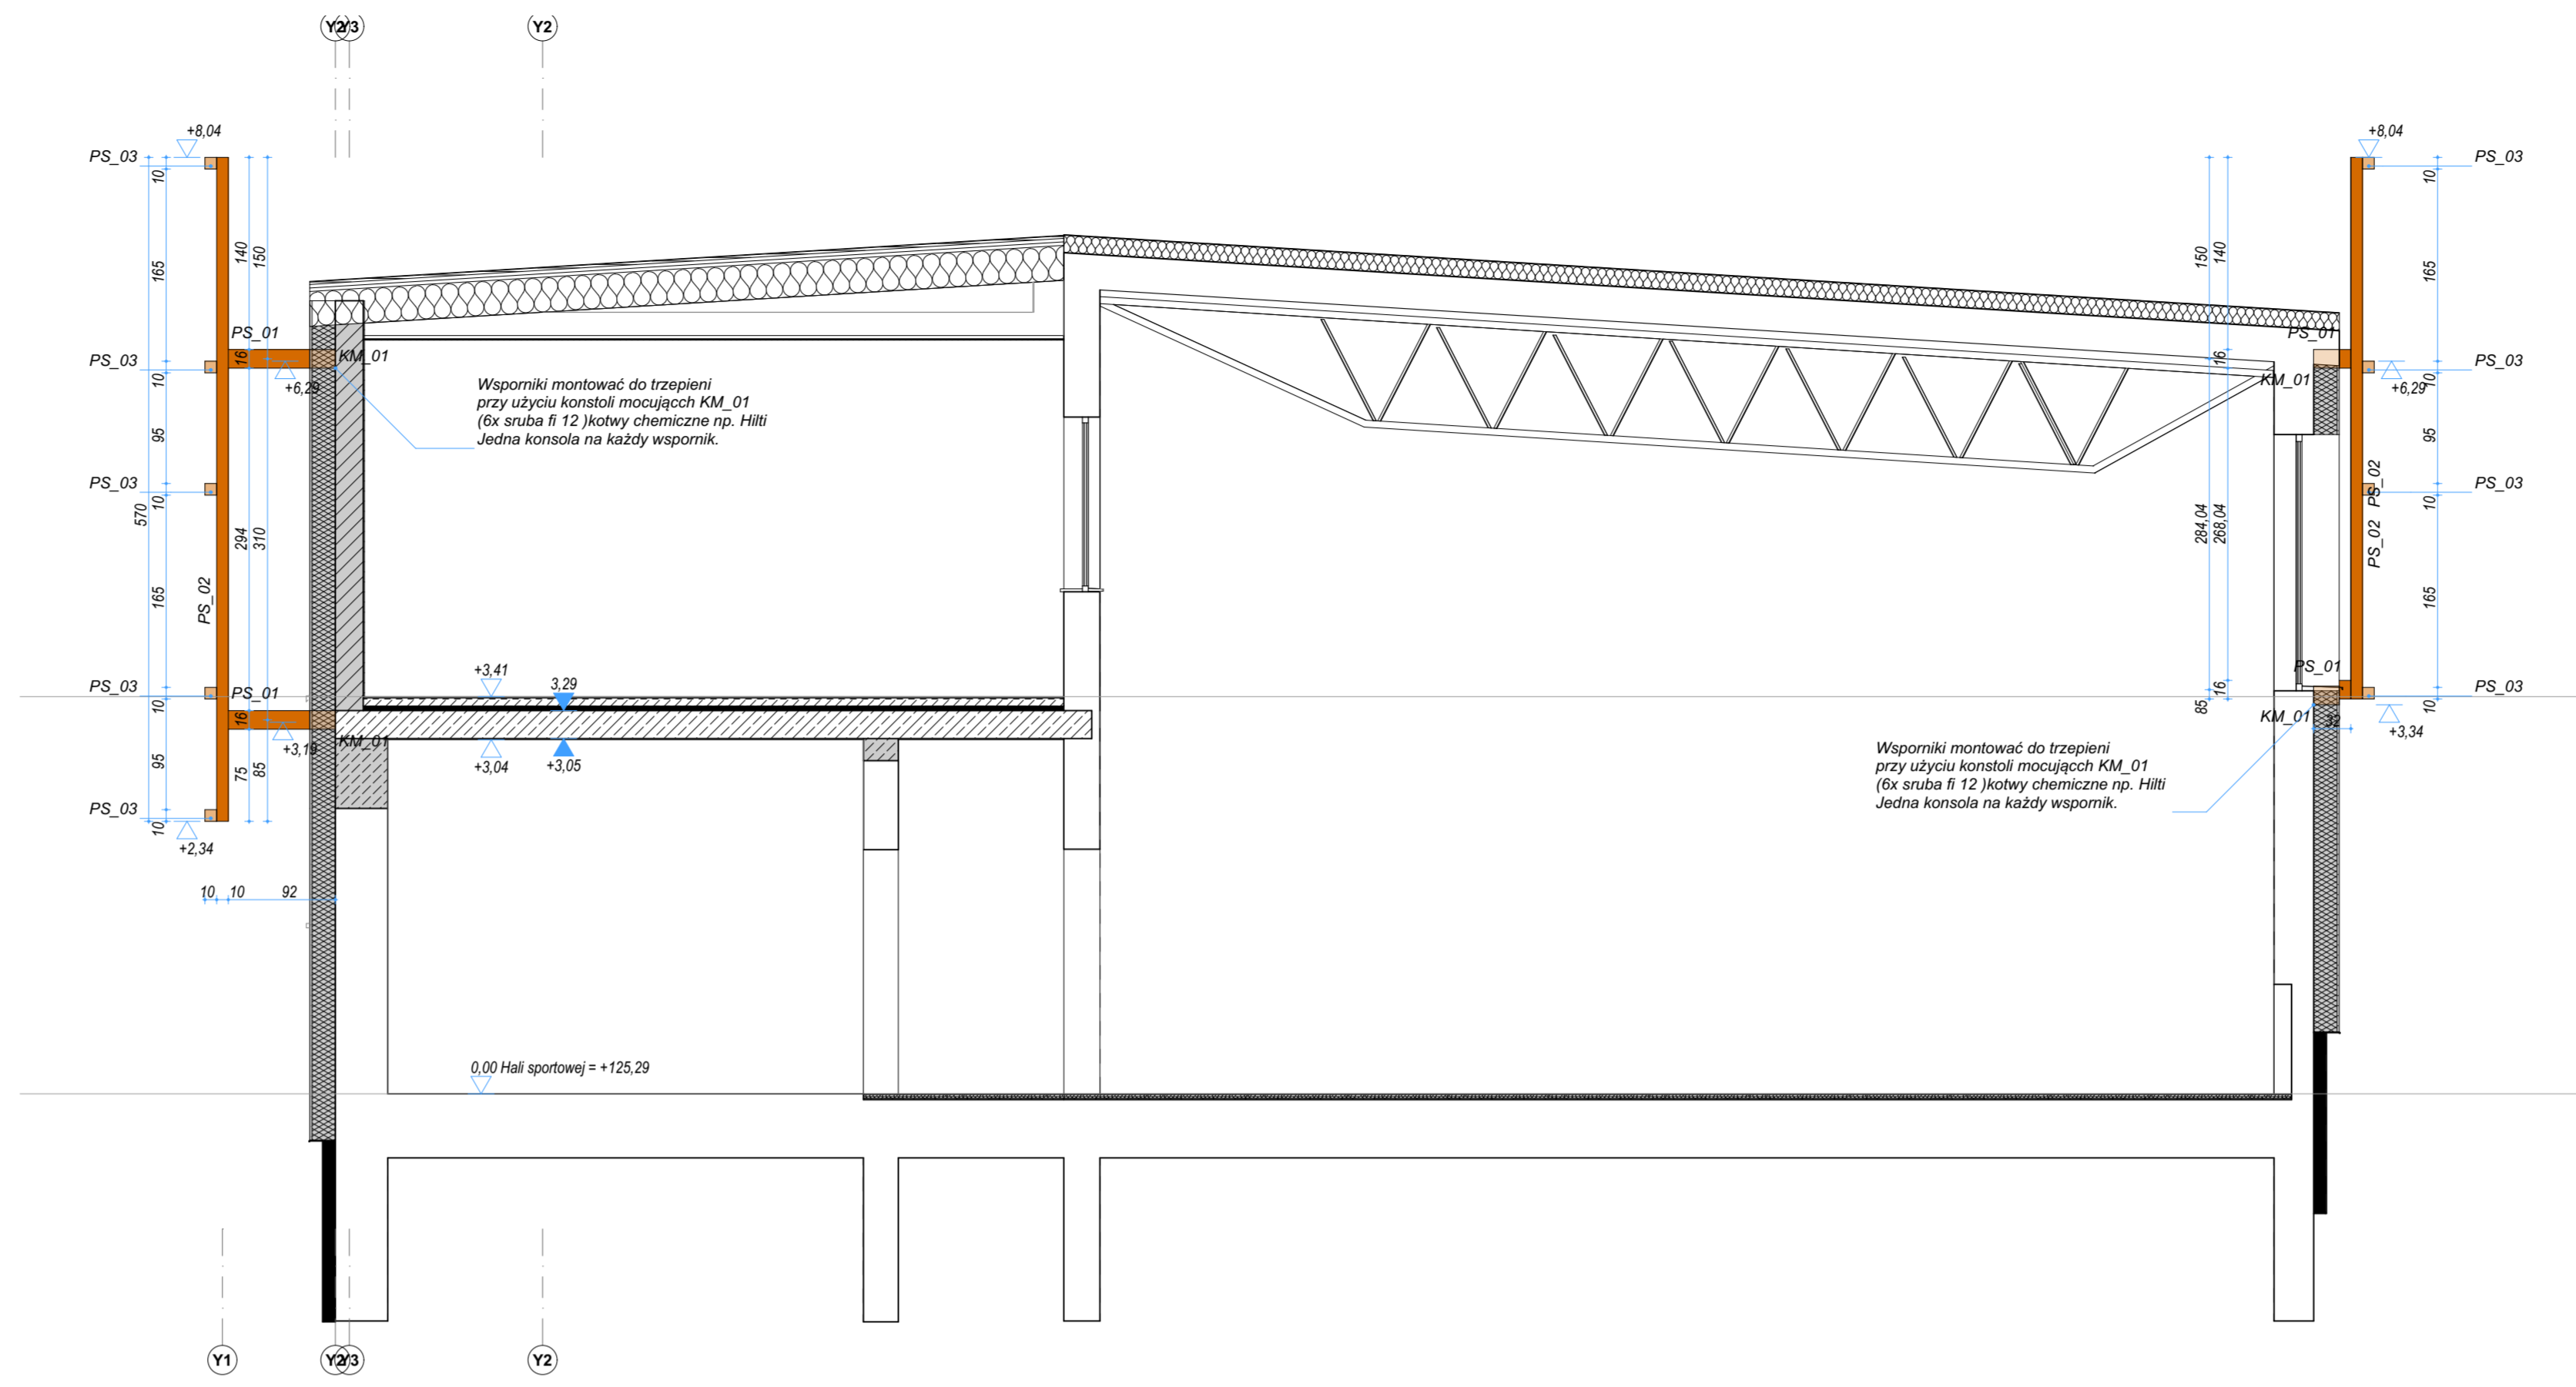 Y2
Y3
Y2
+8,04
+8,04
PS_03
PS_03
10
10
140
150
165
150
140
165
PS_01
PS_01
PS_03
16
KM_01
16
PS_03
10
+6,29
KM_01
10
+6,29
Wsporniki montować do trzepieni
przy użyciu konstoli mocującch KM_01
(6x sruba fi 12 )kotwy chemiczne np. Hilti
Jedna konsola na każdy wspornik.
95
95
PS_03
PS_02
PS_03
10
10
570
294
310
284,04
268,04
PS_02
PS_02
165
165
+3,41
3,29
PS_01
PS_03
PS_01
16
PS_03
10
16
85
10
KM_01
32
+3,34
+3,19
KM_01
+3,04
+3,05
95
75
85
Wsporniki montować do trzepieni
przy użyciu konstoli mocującch KM_01
(6x sruba fi 12 )kotwy chemiczne np. Hilti
Jedna konsola na każdy wspornik.
PS_03
10
+2,34
10
10
92
0,00 Hali sportowej = +125,29
Y1
Y2
Y3
Y2